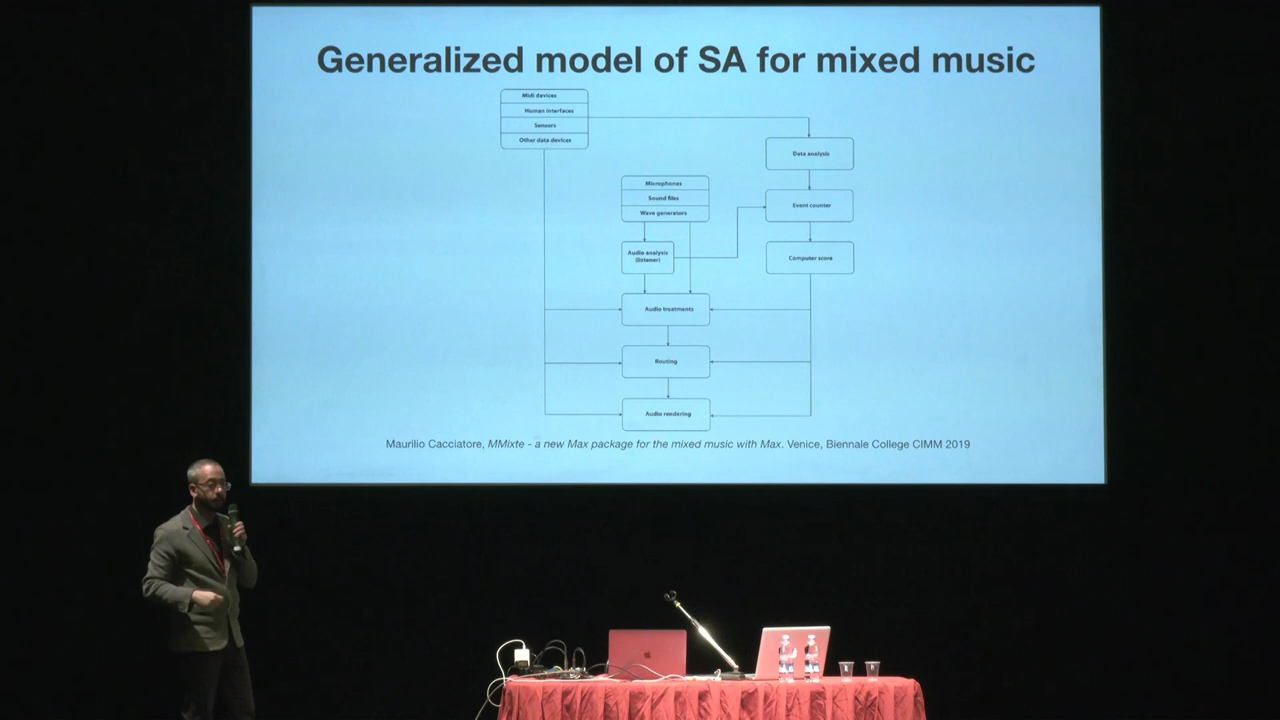 Generalized model of SA for mixed music
Midi devices
Human interfaces
Sensors
Other data devices
Data analysis
Microphones
Sound files
Wave generators
Event counter
Audio analysis
(listener)
Computer score
Audio treatments
Routing
Audio rendering
Maurilio Cacciatore, MMixte - a new Max package for the mixed music with Max. Venice, Biennale College CIMM 2019